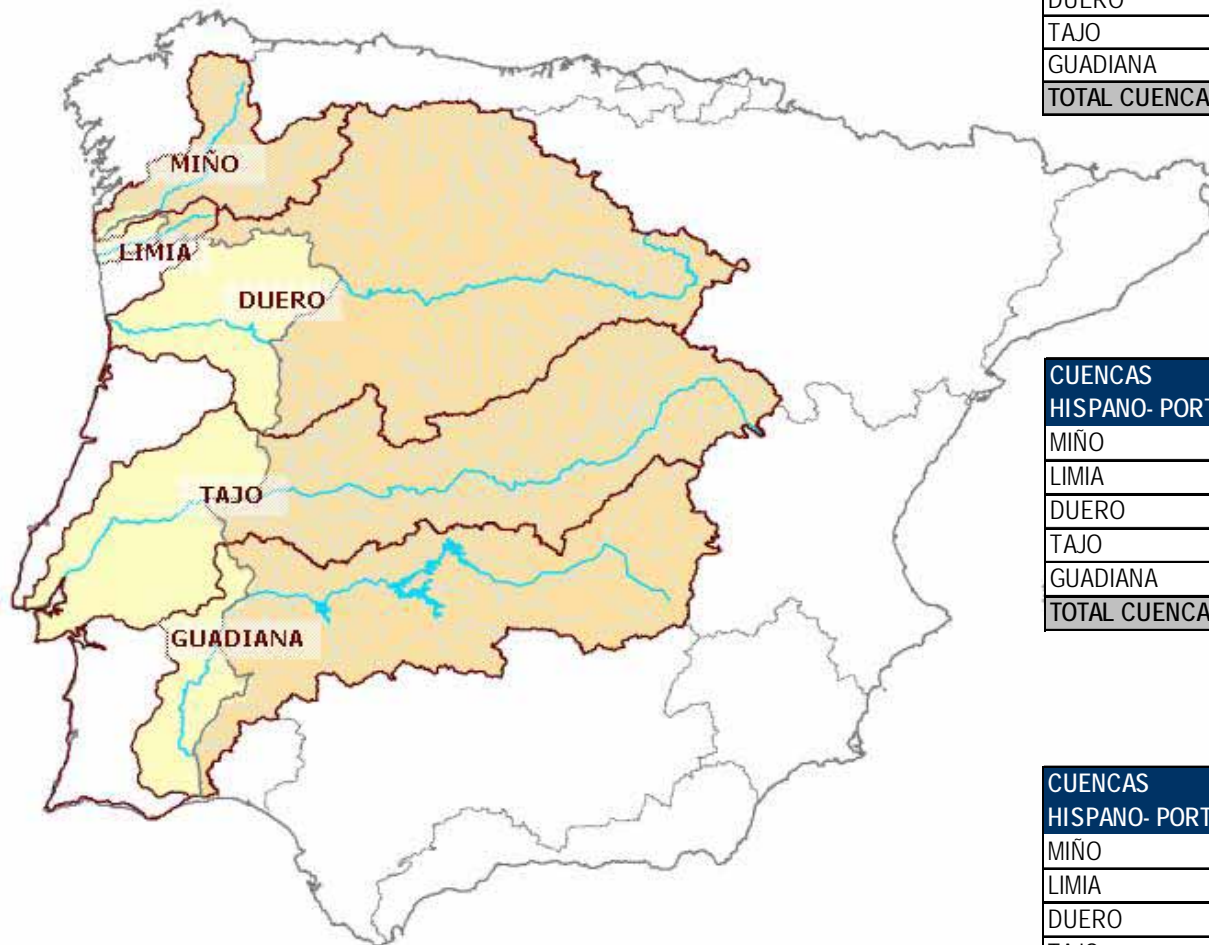 MIÑO
LIMIA
DUERO
TAJO
GUADIANA
DUERO
TAJO
GUADIANA
TOTAL CUENCA
CUENCAS
HISPANO- PORT
MIÑO
LIMIA
DUERO
TAJO
GUADIANA
TOTAL CUENCA
CUENCAS
HISPANO- PORT
MIÑO
LIMIA
DUERO
TAJO